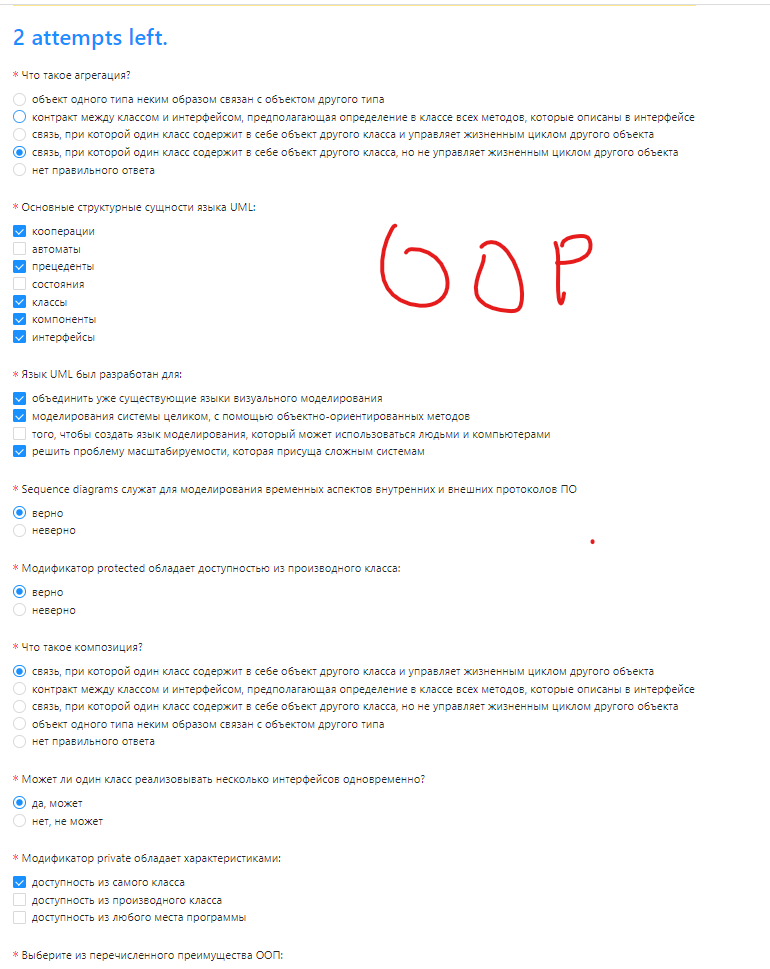 2 attempts left.
* Что такое агрегация?
объект одного типа неким образом связан с объектом другого типа
контракт между классом и интерфейсом, предполагающая определение в классе всех методов, которые описаны в интерфейсе
связь, при которой один класс содержит в себе объект другого класса и управляет жизненным циклом другого объекта
связь, при которой один класс содержит в себе объект другого класса, но не управляет жизненным циклом другого объекта
нет правильного ответа
* Основные структурные сущности языка UML:
кооперации
автоматы
прецеденты
состояния
классы
компоненты
интерфейсы
OOP
* Язык UML был разработан для:
объединить уже существующие языки визуального моделирования
моделирования системы целиком, с помощью объектно-ориентированных методов
того, чтобы создать язык моделирования, который может использоваться людьми и компьютерами
решить проблему масштабируемости, которая присуща сложным системам
* Sequence diagrams служат для моделирования временных аспектов внутренних и внешних протоколов ПО
верно
неверно
* Модификатор protected обладает доступностью из производного класса:
верно
неверно
* Что такое композиция?
связь, при которой один класс содержит в себе объект другого класса и управляет жизненным циклом другого объекта
контракт между классом и интерфейсом, предполагающая определение в классе всех методов, которые описаны в интерфейсе
связь, при которой один класс содержит в себе объект другого класса, но не управляет жизненным циклом другого объекта
объект одного типа неким образом связан с объектом другого типа
нет правильного ответа
* Может ли один класс реализовывать несколько интерфейсов одновременно?
да, может
нет, не может
* Модификатор private обладает характеристиками:
доступность из самого класса
доступность из производного класса
доступность из любого места программы
* Выберите из перечисленного преимущества ООП: